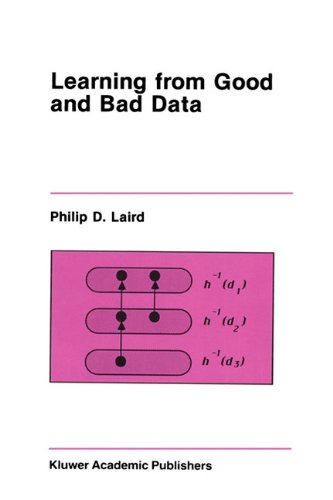 Learning from Good
and Bad Data
Philip D. Laird
h⁻¹(d₁)
h⁻¹(d₂)
h⁻¹(d₃)
Kluwer Academic Publishers